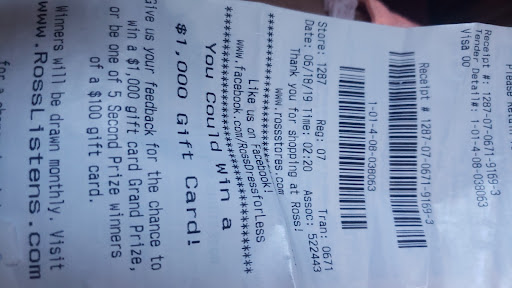 Please Return
Receipt #: 1287-07-0671-9169-3
Tender Detail#: 1-01-4-08-038063
Visa 00
Receipt # 1287-07-0671-9169-3
1-01-4-08-038063
Store: 1287 Reg: 07 Tran: 0671
Date: 06/18/19 Time: 02:20 Assoc: 522443
Thank you for shopping at Ross!
www.rossstores.com
Like us on Facebook!
www.facebook.com/RossDressforLess
You Could Win a
$1,000 Gift Card!
Give us your feedback for the chance to
win a $1,000 gift card Grand Prize,
or be one of 5 Second Prize winners
of a $100 gift card.
Winners will be drawn monthly. Visit
www.RossListens.com